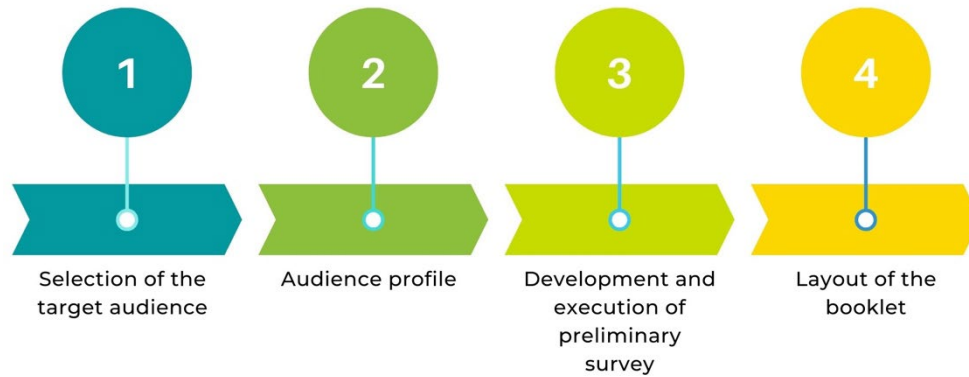 1
2
3
4
Selection of the
target audience
Audience profile
Development and
execution of
preliminary
survey
Layout of the
booklet